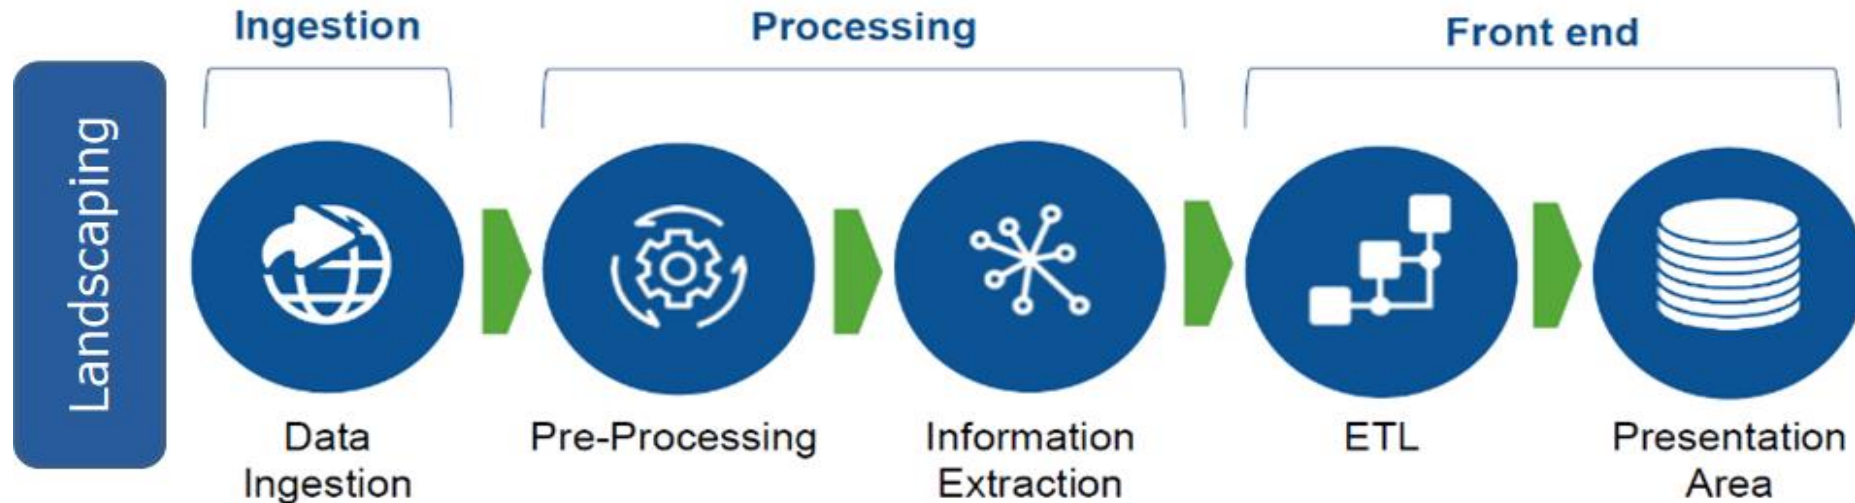 Ingestion
Processing
Front end
Landscaping
Data
Ingestion
Pre-Processing
Information
Extraction
ETL
Presentation
Area